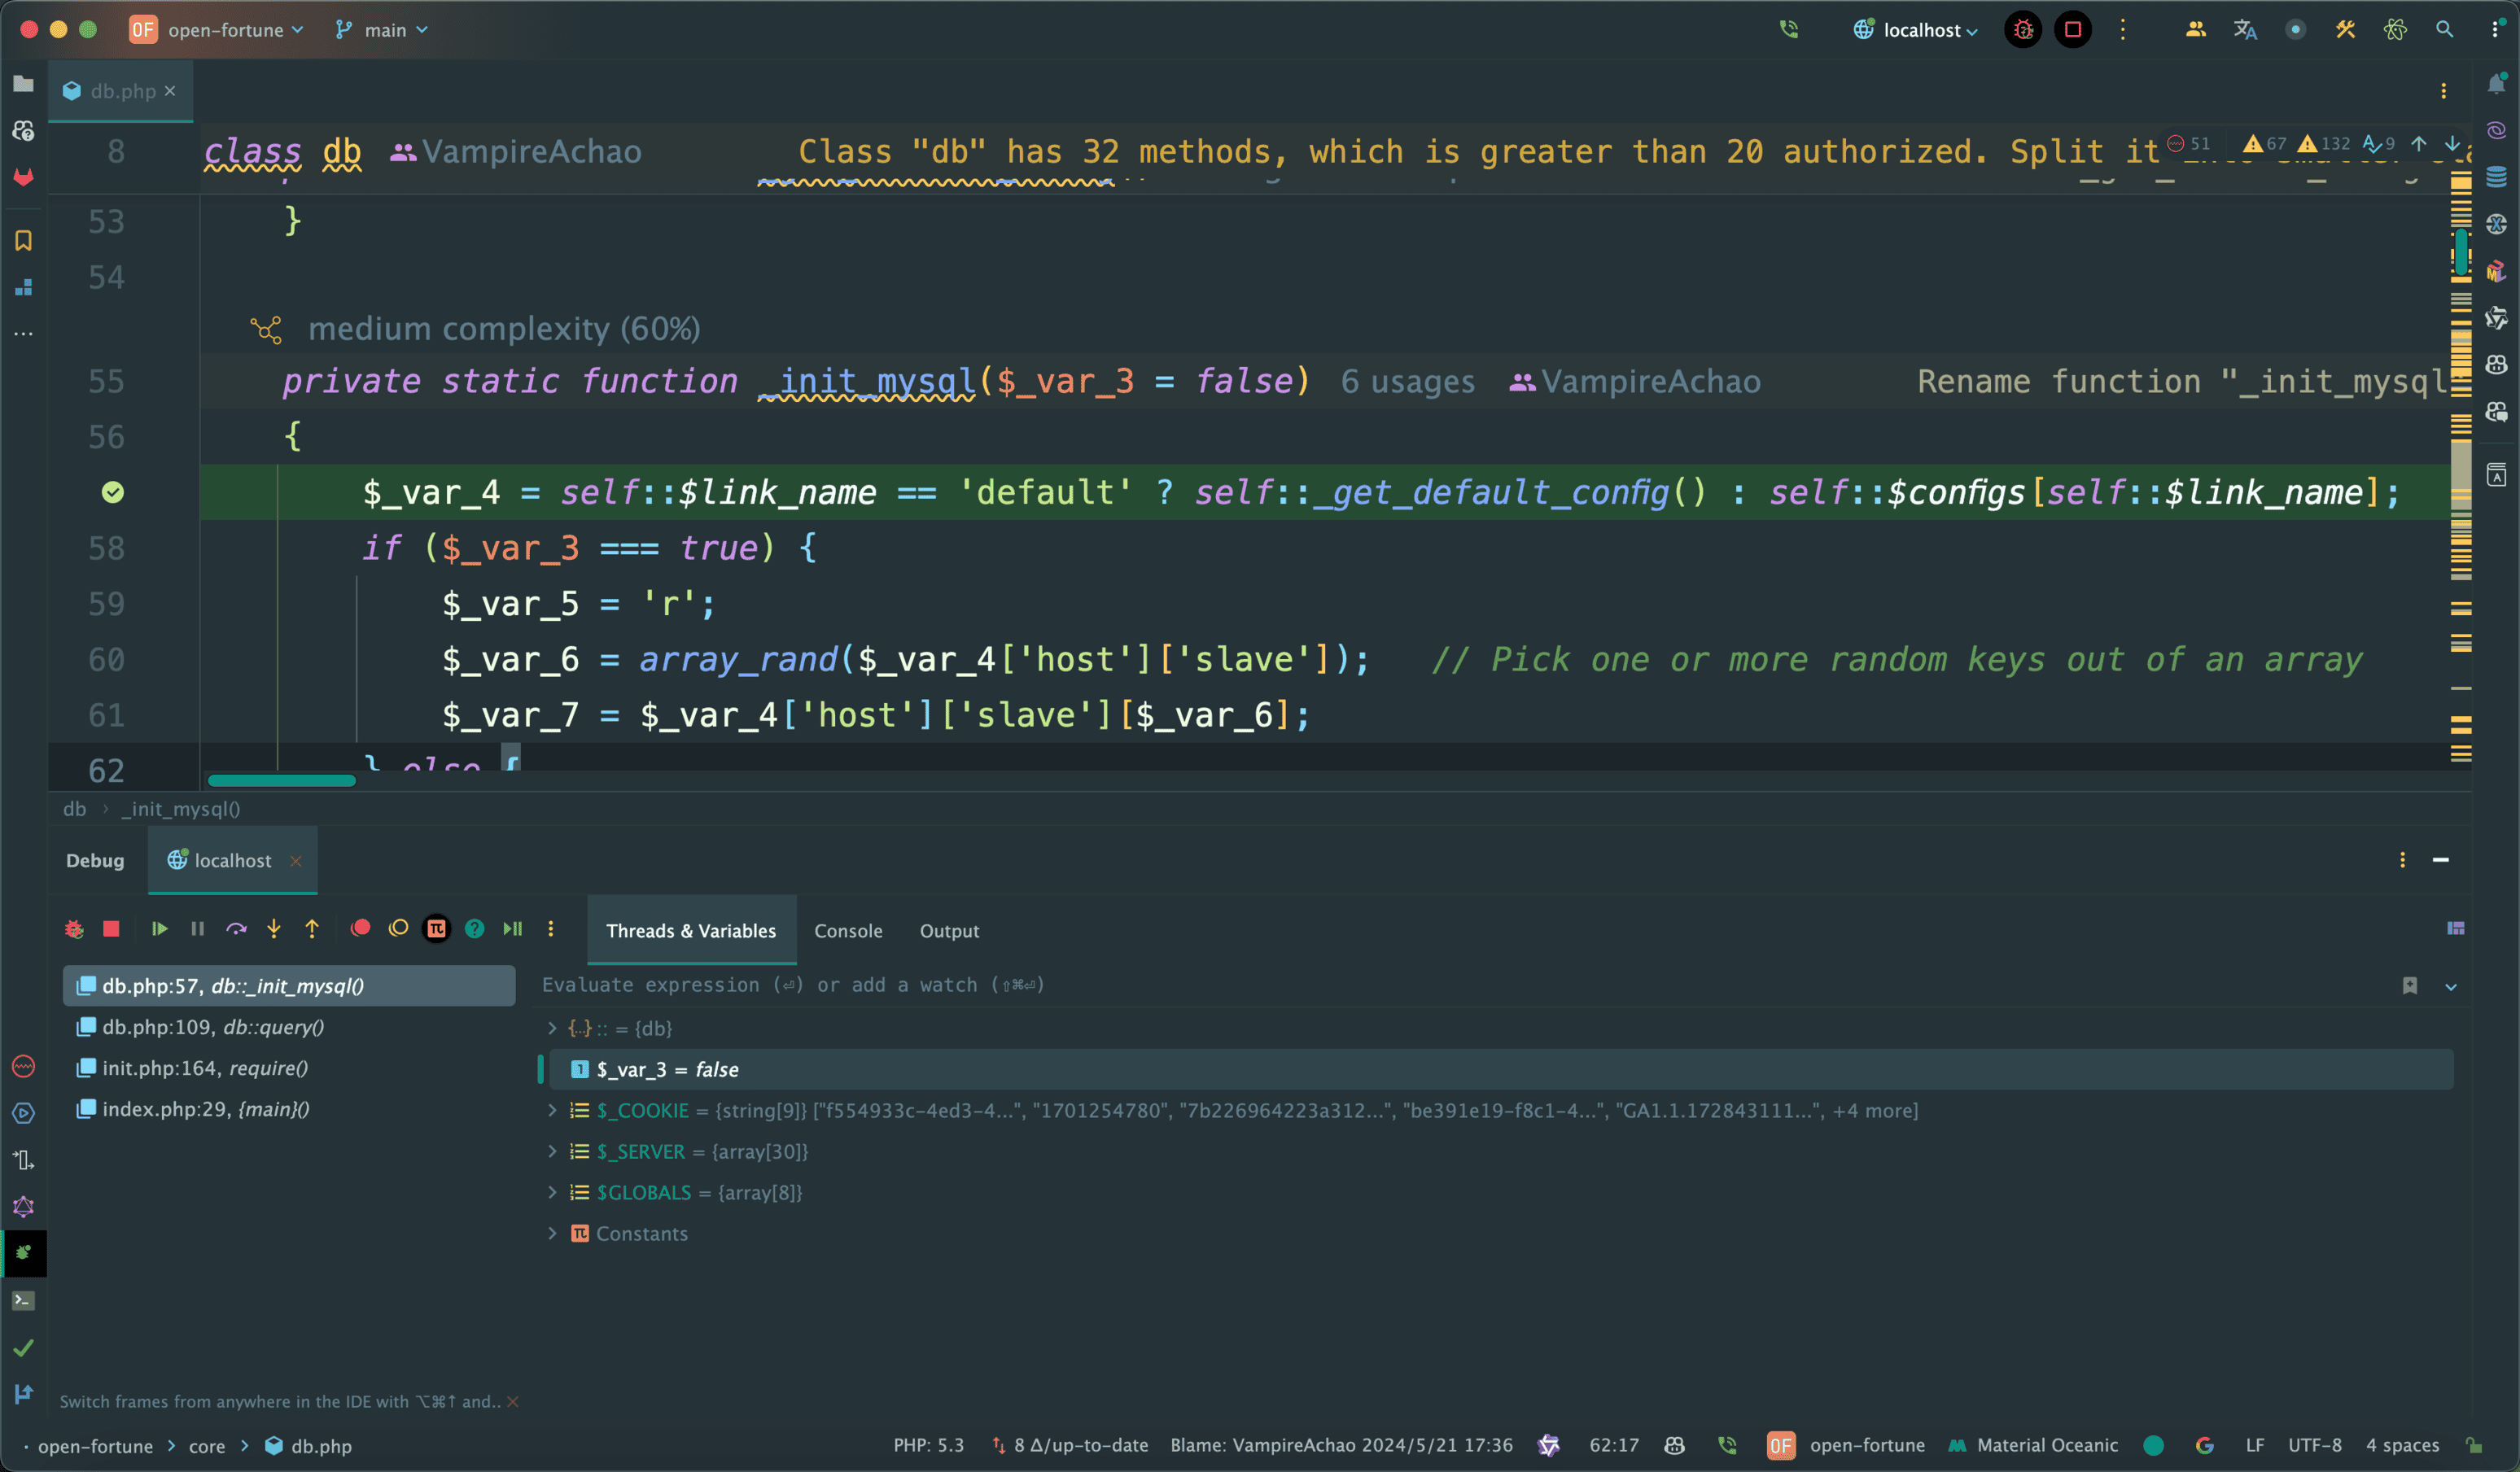 OF open-fortune main localhost
db.php
8 class db VampireAchao Class "db" has 32 methods, which is greater than 20 authorized. Split it 51 67 132 9
53 }
54
medium complexity (60%)
55 private static function _init_mysql($_var_3 = false) 6 usages VampireAchao Rename function "_init_mysql
56 {
$_var_4 = self::$link_name == 'default' ? self::_get_default_config() : self::$configs[self::$link_name];
58 if ($_var_3 === true) {
59 $_var_5 = 'r';
60 $_var_6 = array_rand($_var_4['host']['slave']); // Pick one or more random keys out of an array
61 $_var_7 = $_var_4['host']['slave'][$_var_6];
62 } else {
db › _init_mysql()
Debug localhost
Threads & Variables Console Output
db.php:57, db::_init_mysql()
db.php:109, db::query()
init.php:164, require()
index.php:29, {main}()
Evaluate expression (⏎) or add a watch (⇧⌘⏎)
{...} :: = {db}
$_var_3 = false
$_COOKIE = {string[9]} ["f554933c-4ed3-4...", "1701254780", "7b226964223a312...", "be391e19-f8c1-4...", "GA1.1.172843111...", +4 more]
$_SERVER = {array[30]}
$GLOBALS = {array[8]}
Constants
Switch frames from anywhere in the IDE with ⌥⌘↑ and..
open-fortune > core > db.php PHP: 5.3 8 Δ/up-to-date Blame: VampireAchao 2024/5/21 17:36 62:17 OF open-fortune Material Oceanic LF UTF-8 4 spaces